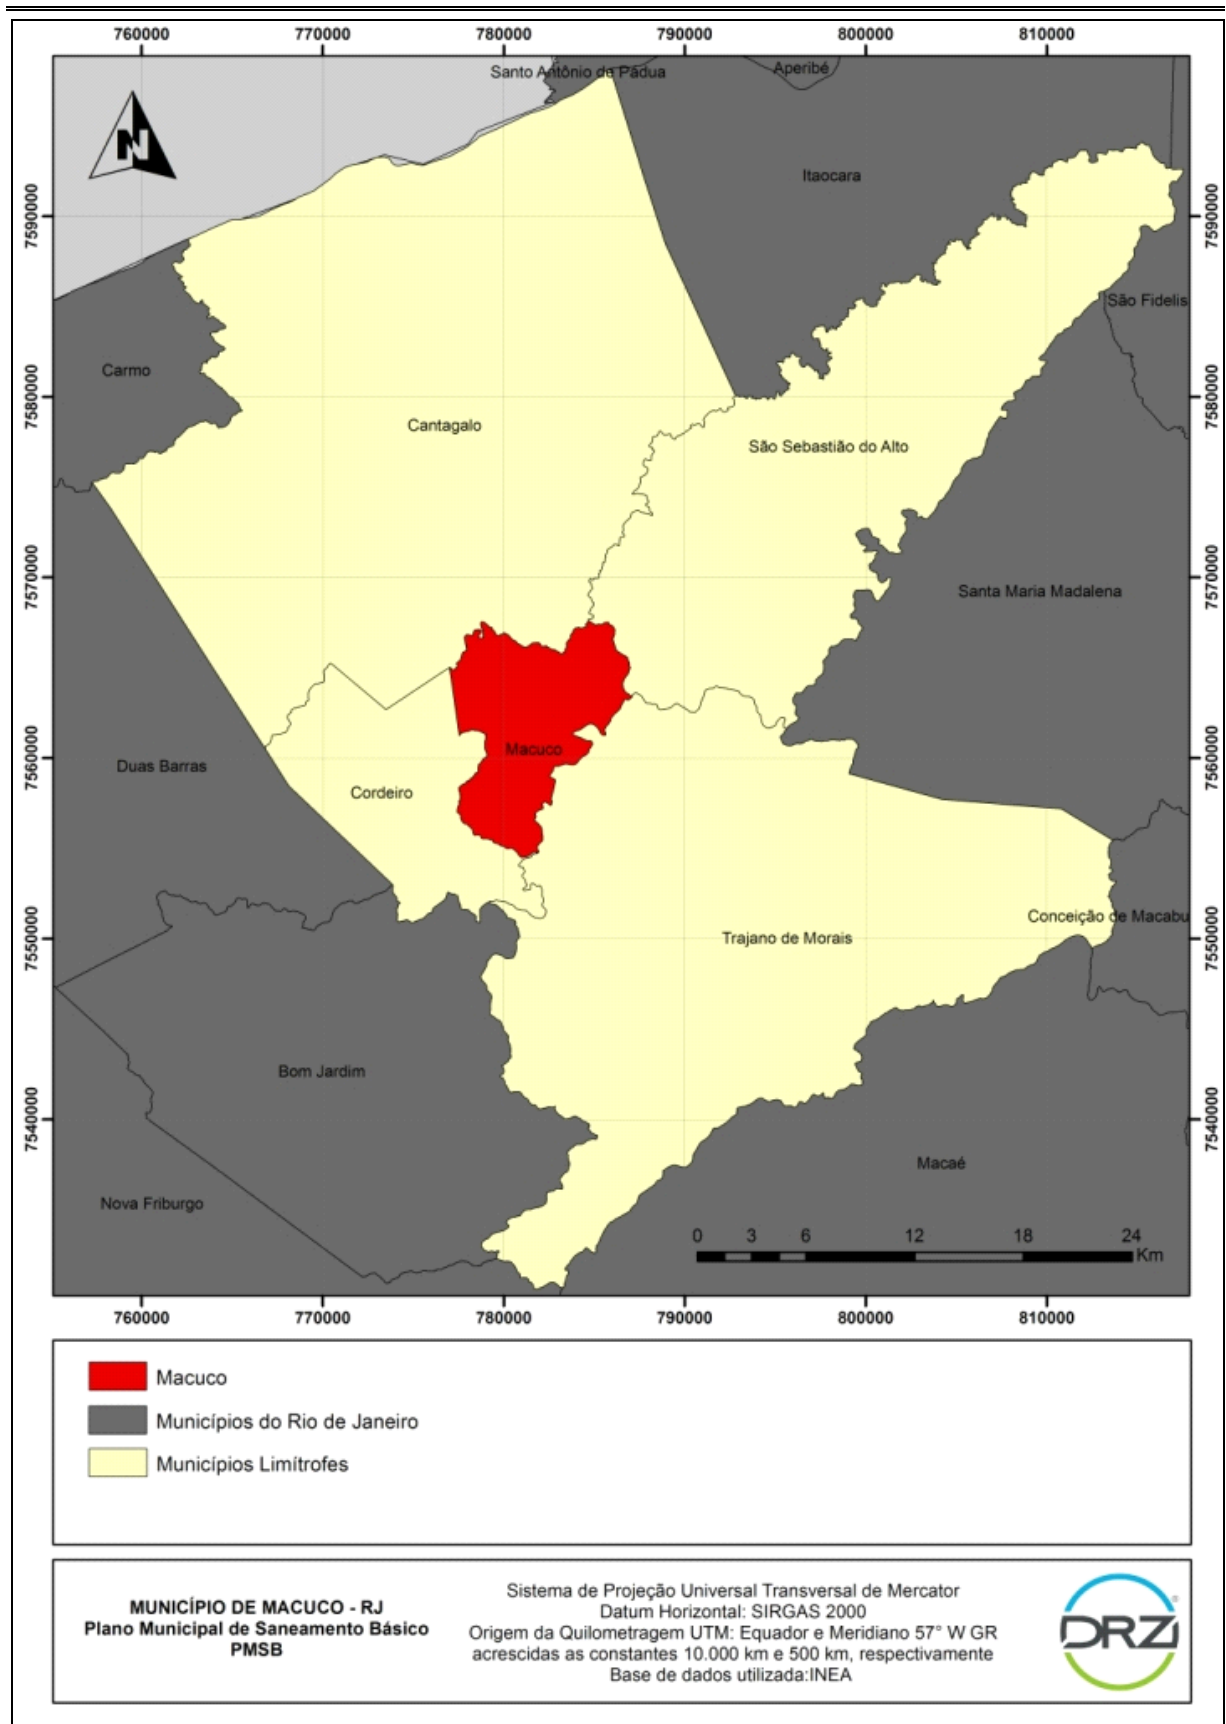 760000 770000 780000 790000 800000 810000
Santo Antônio de Padua
Aperibé
N
Itaocara
7590000
7590000
São Fidelis
Carmo
7580000
7580000
Cantagalo
São Sebastião do Alto
7570000
7570000
Santa Maria Madalena
Macuco
7560000
7560000
Duas Barras
Cordeiro
Conceição de Macabu
Trajano de Morais
7550000
7550000
Bom Jardim
7540000
7540000
Macaé
Nova Friburgo
0 3 6 12 18 24
Km
760000 770000 780000 790000 800000 810000
Macuco
Municípios do Rio de Janeiro
Municípios Limítrofes
MUNICÍPIO DE MACUCO - RJ
Plano Municipal de Saneamento Básico
PMSB
Sistema de Projeção Universal Transversal de Mercator
Datum Horizontal: SIRGAS 2000
Origem da Quilometragem UTM: Equador e Meridiano 57° W GR
acrescidas as constantes 10.000 km e 500 km, respectivamente
Base de dados utilizada:INEA
DRZ
®